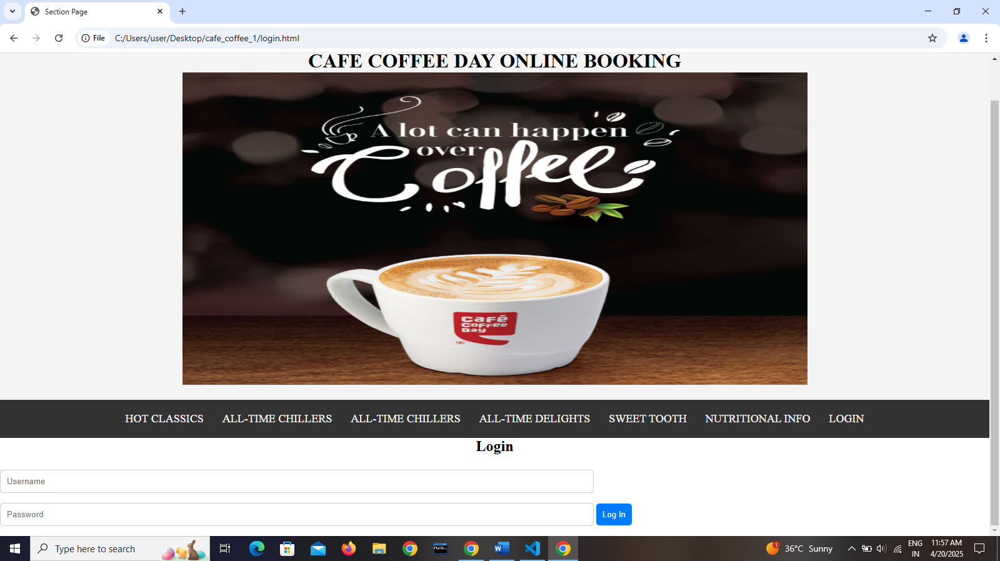 Section Page
File C:/Users/user/Desktop/cafe_coffee_1/login.html
CAFE COFFEE DAY ONLINE BOOKING
A lot can happen
over
Coffee
Café
Coffee
Day
®
HOT CLASSICS ALL-TIME CHILLERS ALL-TIME CHILLERS ALL-TIME DELIGHTS SWEET TOOTH NUTRITIONAL INFO LOGIN
Login
Username
Password Log In
Type here to search MySQL W 1 36°C Sunny ENG 11:57 AM
IN 4/20/2025